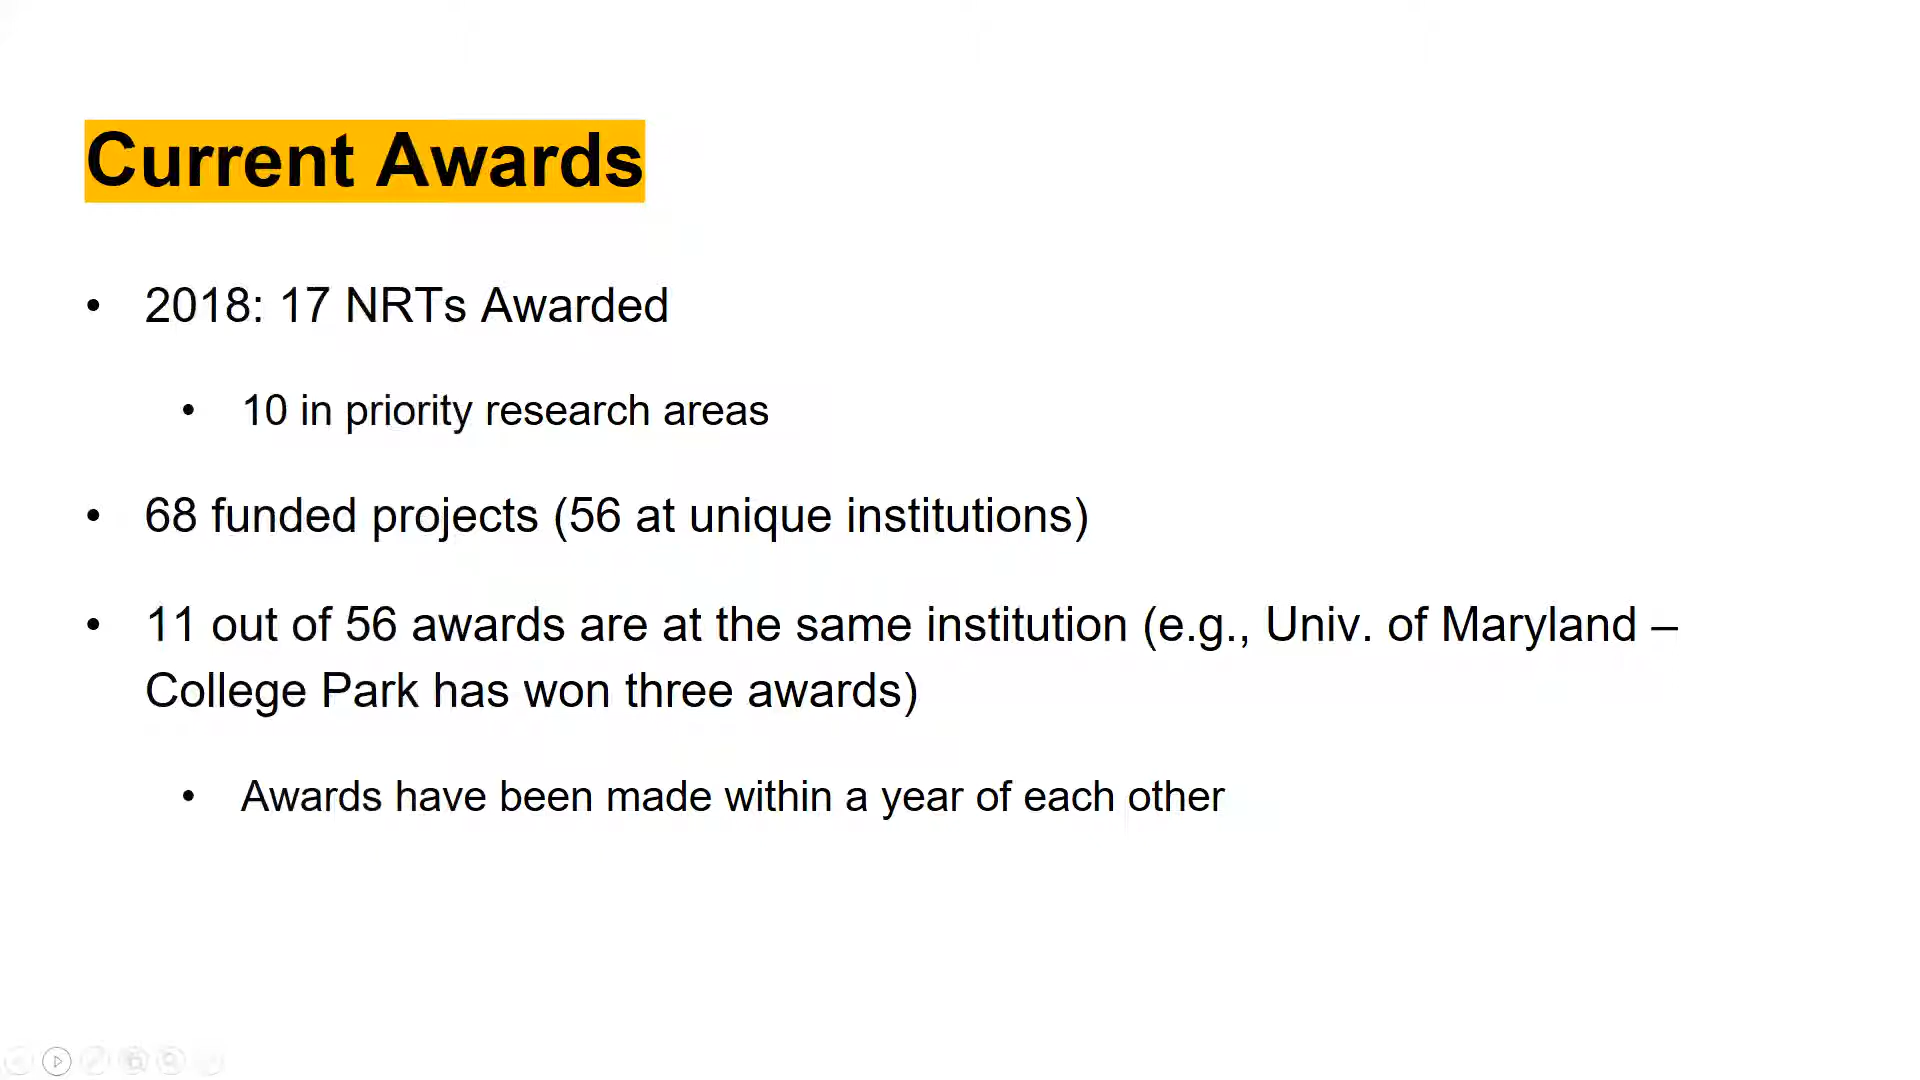 Current Awards
• 2018: 17 NRTs Awarded
• 10 in priority research areas
• 68 funded projects (56 at unique institutions)
• 11 out of 56 awards are at the same institution (e.g., Univ. of Maryland –
College Park has won three awards)
• Awards have been made within a year of each other